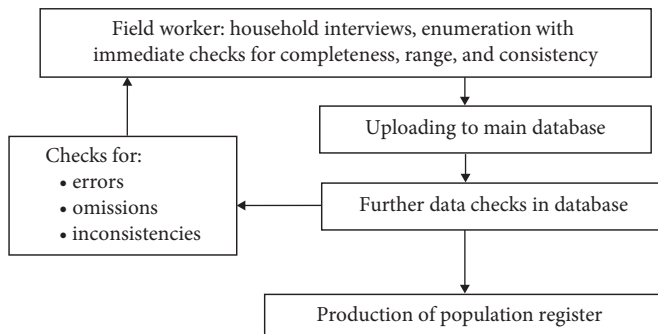 Field worker: household interviews, enumeration with
immediate checks for completeness, range, and consistency
Uploading to main database
Checks for:
• errors
• omissions
• inconsistencies
Further data checks in database
Production of population register